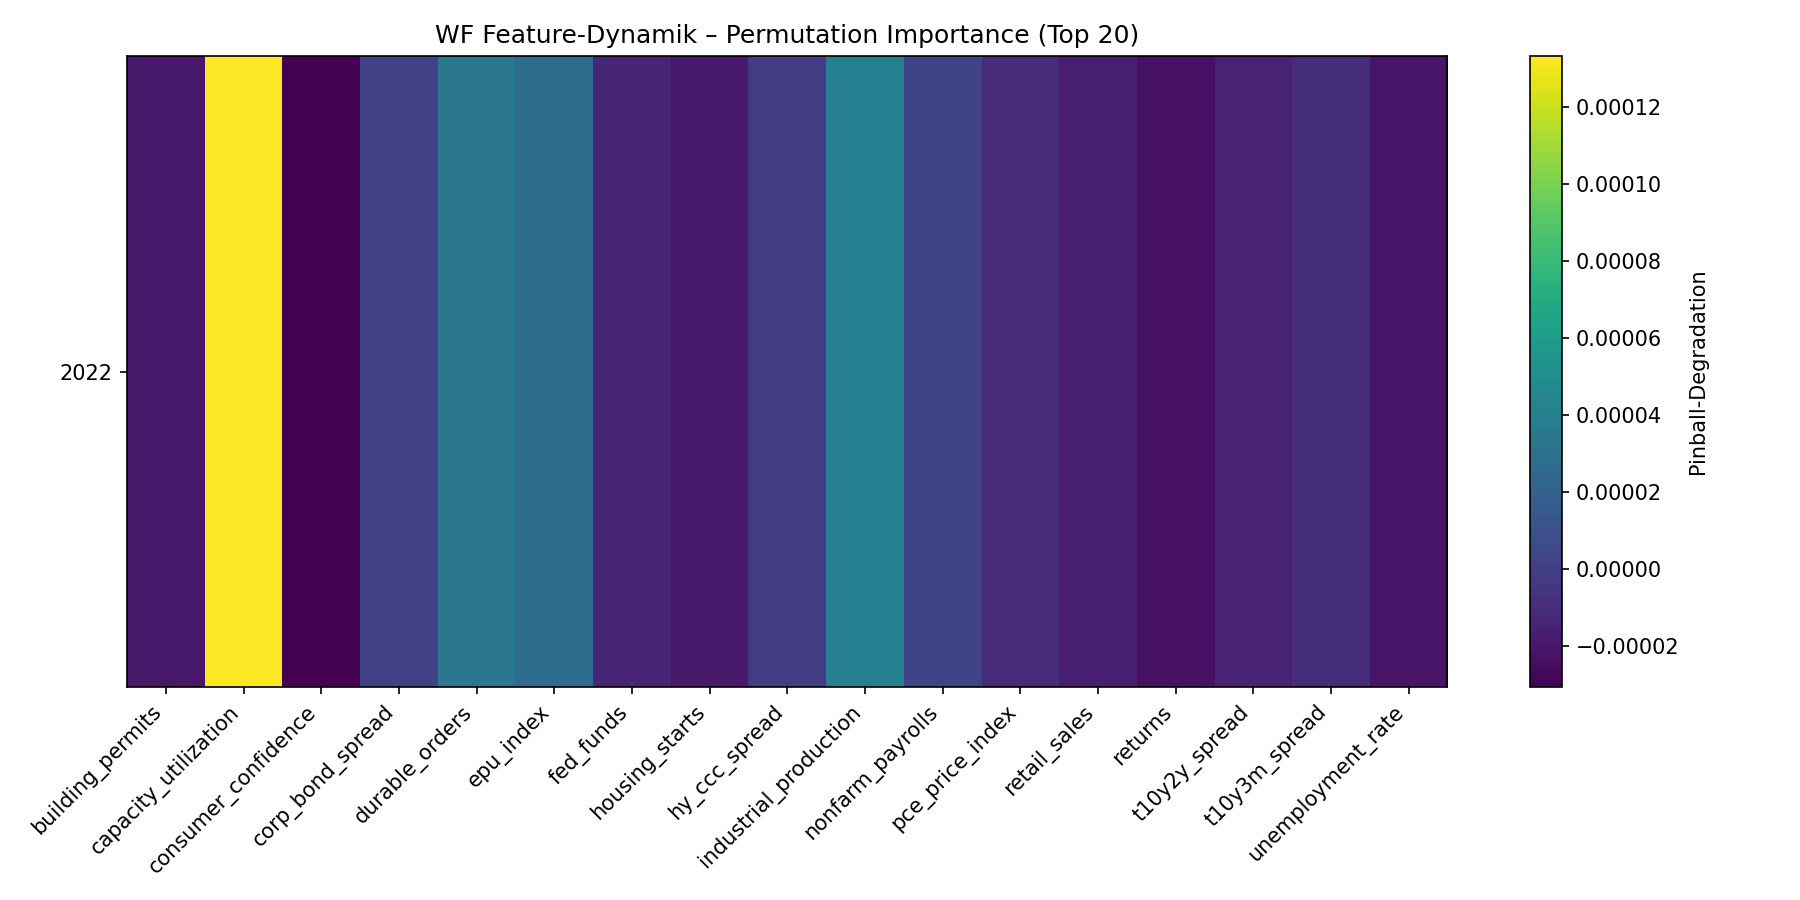 WF Feature-Dynamik – Permutation Importance (Top 20)
2022
building_permits
capacity_utilization
consumer_confidence
corp_bond_spread
durable_orders
epu_index
fed_funds
housing_starts
hy_ccc_spread
industrial_production
nonfarm_payrolls
pce_price_index
retail_sales
returns
t10y2y_spread
t10y3m_spread
unemployment_rate
0.00012
0.00010
0.00008
0.00006
0.00004
0.00002
0.00000
−0.00002
Pinball-Degradation